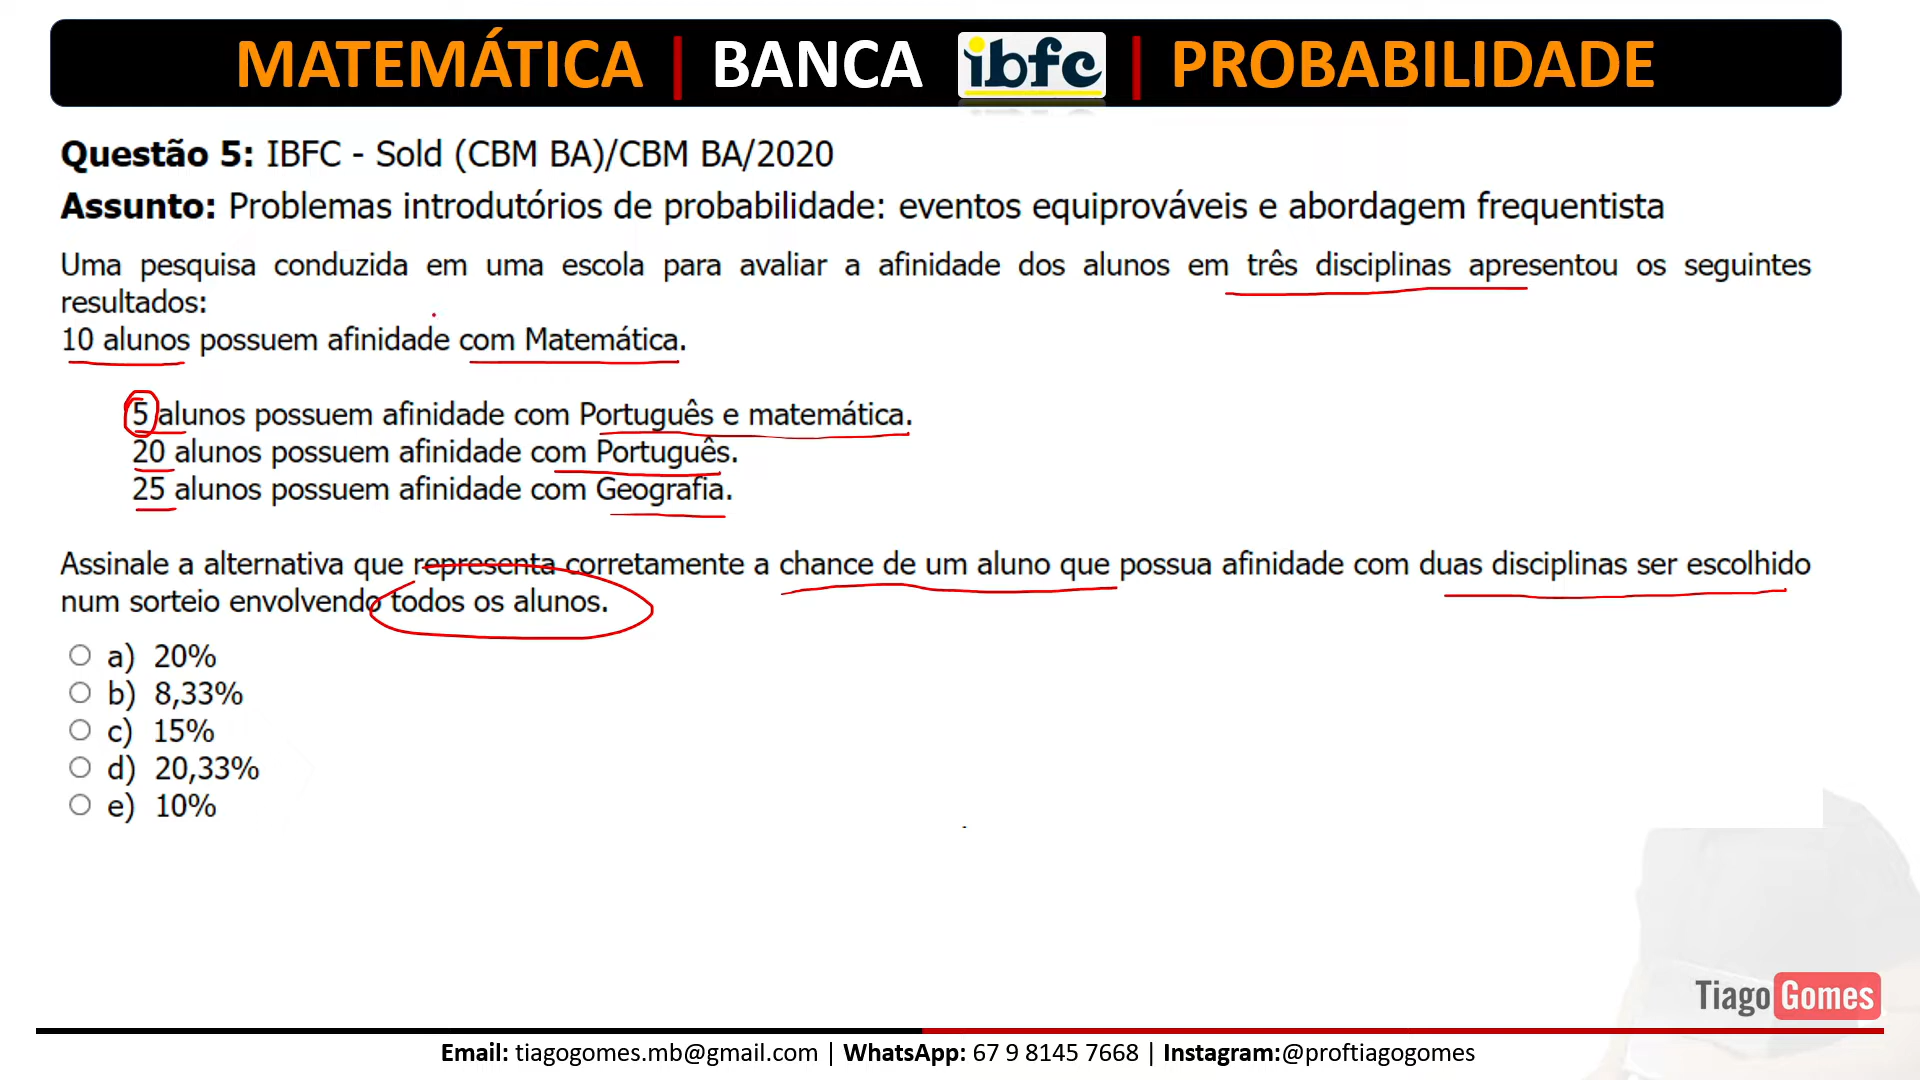 MATEMÁTICA | BANCA ibfc | PROBABILIDADE
Questão 5: IBFC - Sold (CBM BA)/CBM BA/2020
Assunto: Problemas introdutórios de probabilidade: eventos equiprováveis e abordagem frequentista
Uma pesquisa conduzida em uma escola para avaliar a afinidade dos alunos em três disciplinas apresentou os seguintes
resultados:
10 alunos possuem afinidade com Matemática.
5 alunos possuem afinidade com Português e matemática.
20 alunos possuem afinidade com Português.
25 alunos possuem afinidade com Geografia.
Assinale a alternativa que representa corretamente a chance de um aluno que possua afinidade com duas disciplinas ser escolhido
num sorteio envolvendo todos os alunos.
a) 20%
b) 8,33%
c) 15%
d) 20,33%
e) 10%
Tiago Gomes
Email: tiagogomes.mb@gmail.com | WhatsApp: 67 9 8145 7668 | Instagram:@proftiagogomes